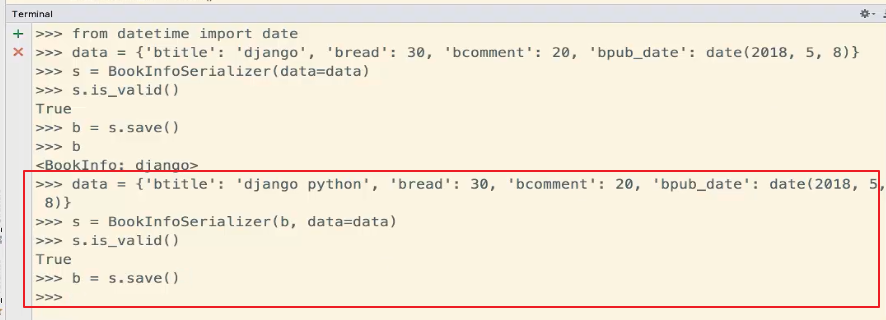 Terminal
>>> from datetime import date
>>> data = {'btitle': 'django', 'bread': 30, 'bcomment': 20, 'bpub_date': date(2018, 5, 8)}
>>> s = BookInfoSerializer(data=data)
>>> s.is_valid()
True
>>> b = s.save()
>>> b
<BookInfo: django>
>>> data = {'btitle': 'django python', 'bread': 30, 'bcomment': 20, 'bpub_date': date(2018, 5,
8)}
>>> s = BookInfoSerializer(b, data=data)
>>> s.is_valid()
True
>>> b = s.save()
>>>